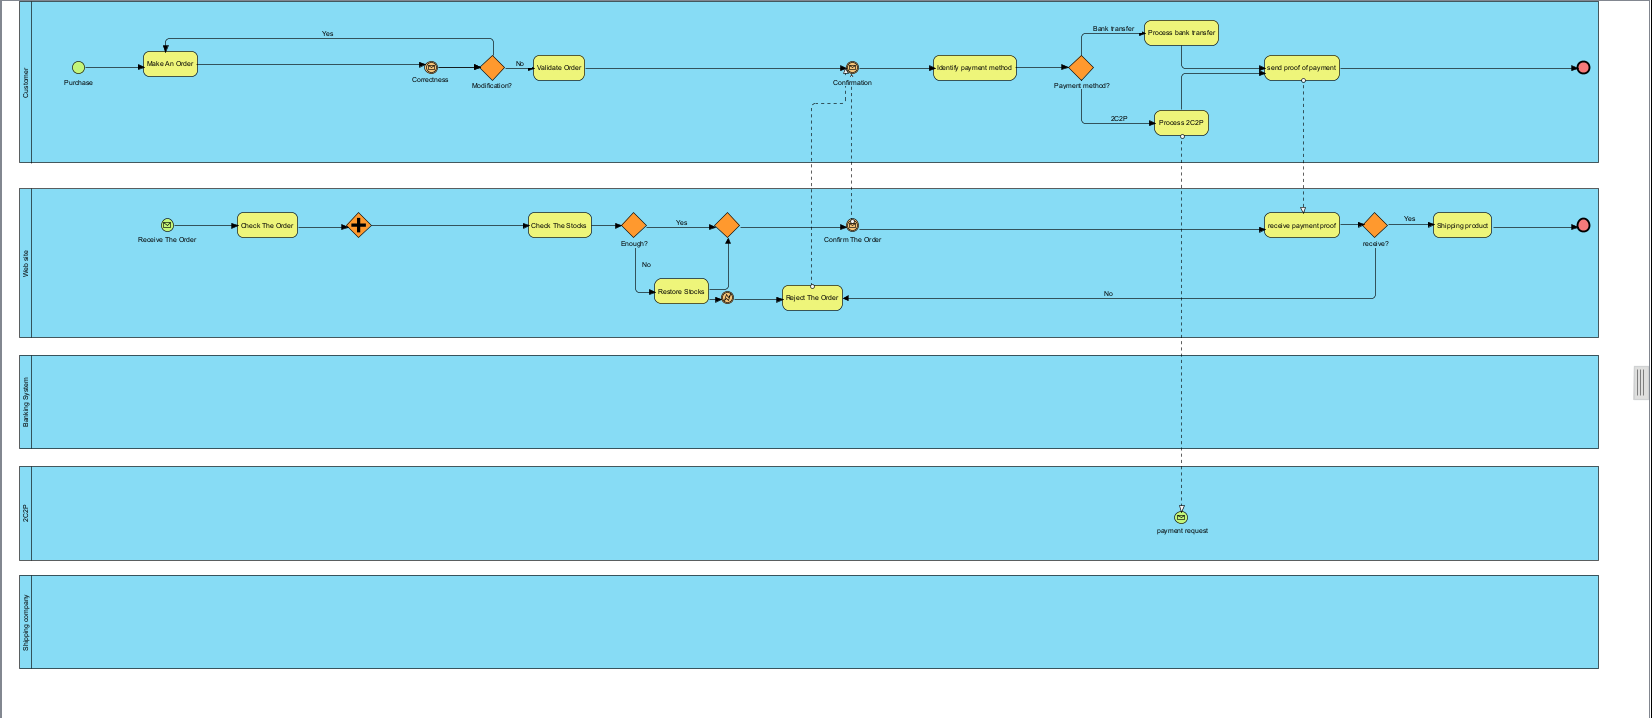 Customer
Yes
Purchase
Make An Order
Corredness
No
Modification?
Validate Order
Confirmation
Identify payment method
Payment method?
Bank transfer
Process bank transfer
2C2P
Process 2C2P
send proof of payment
Web site
Receive The Order
Check The Order
Check The Stocks
Enough?
Yes
No
Restore Stocks
Confirm The Order
Reject The Order
receive payment proof
receive?
Yes
Shipping product
No
Banking System
2C2P
payment request
Shipping company